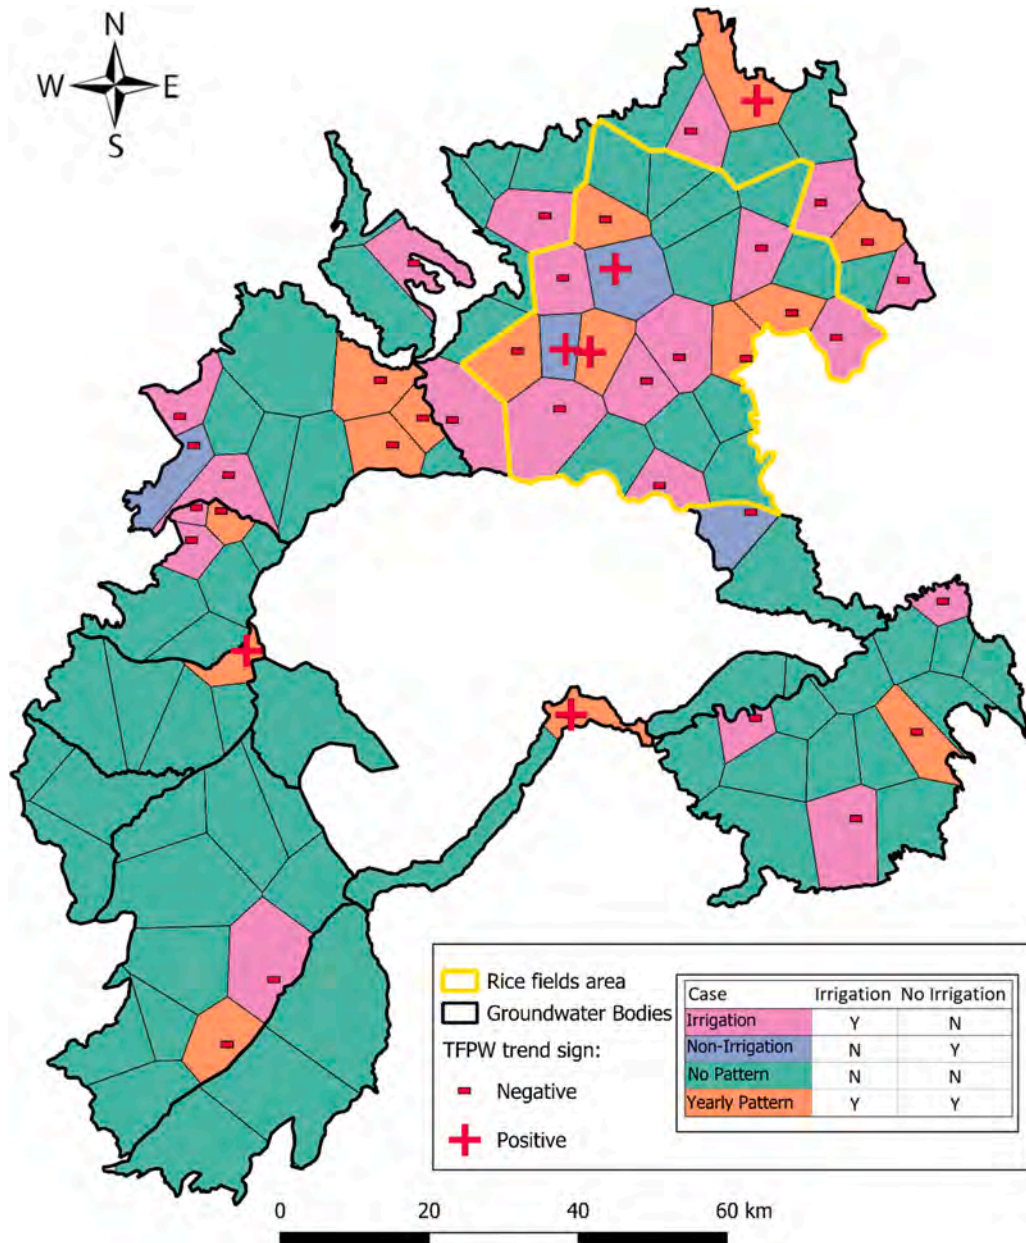 N
W E
S
Rice fields area
Groundwater Bodies
TFPW trend sign:
Negative
Positive
Case Irrigation No Irrigation
Irrigation Y N
Non-Irrigation N Y
No Pattern N N
Yearly Pattern Y Y
0 20 40 60 km